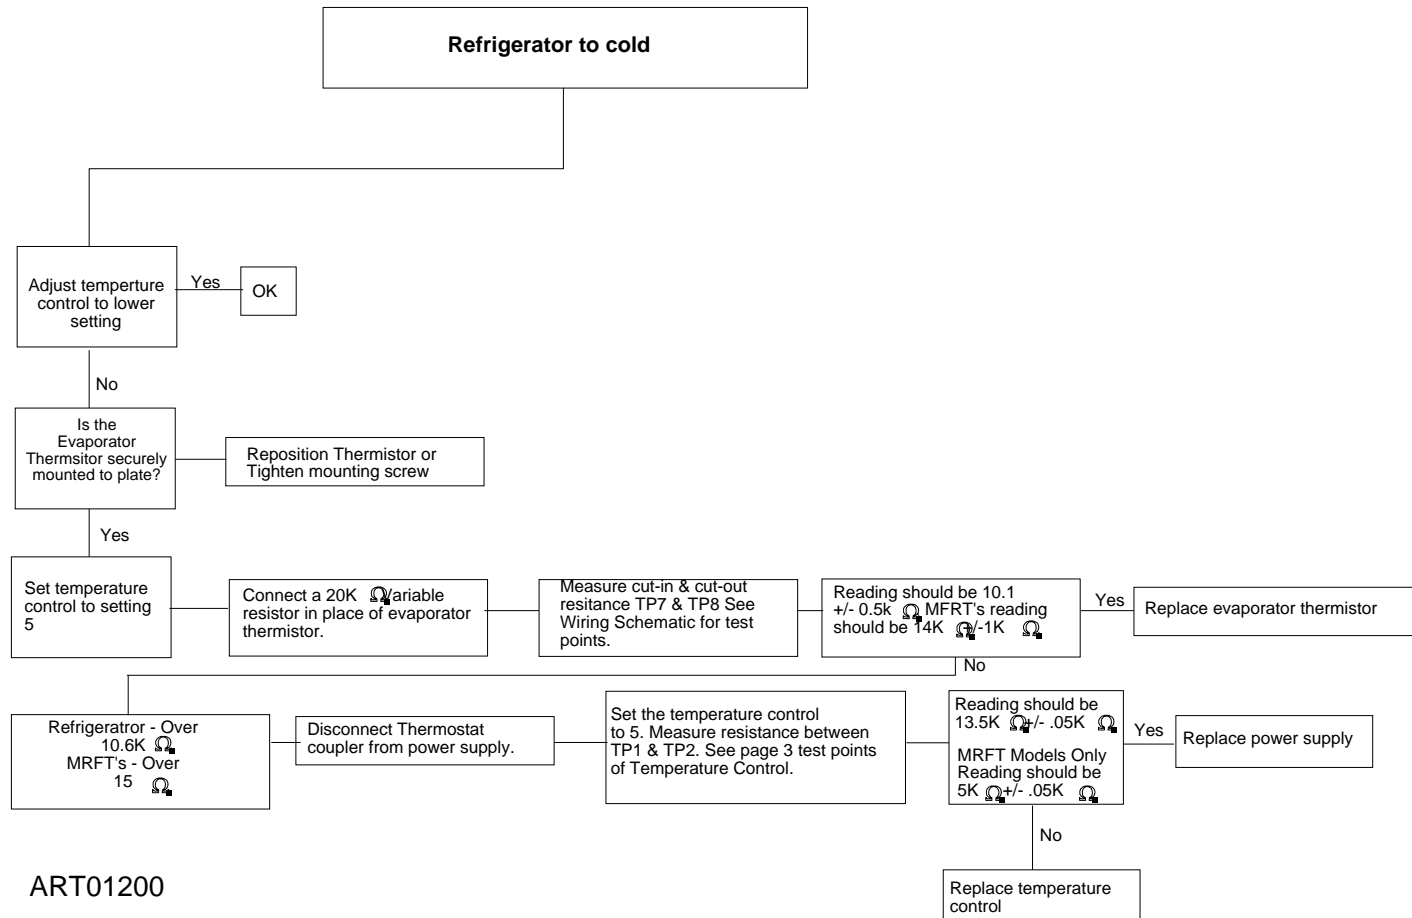 Refrigerator to cold
Adjust temperture
control to lower
setting
Yes
OK
No
Is the
Evaporator
Thermsitor securely
mounted to plate?
Reposition Thermistor or
Tighten mounting screw
Yes
Set temperature
control to setting
5
Connect a 20K Ω/ariable
resistor in place of evaporator
thermistor.
Measure cut-in & cut-out
resitance TP7 & TP8 See
Wiring Schematic for test
points.
Reading should be 10.1
+/- 0.5k Ω MFRT's reading
should be 14K Ω+/-1K Ω
Yes
Replace evaporator thermistor
No
Refrigeratror - Over
10.6K Ω
MRFT's - Over
15 Ω
Disconnect Thermostat
coupler from power supply.
Set the temperature control
to 5. Measure resistance between
TP1 & TP2. See page 3 test points
of Temperature Control.
Reading should be
13.5K Ω+/- .05K Ω
MRFT Models Only
Reading should be
5K Ω+/- .05K Ω
Yes
Replace power supply
No
Replace temperature
control
ART01200